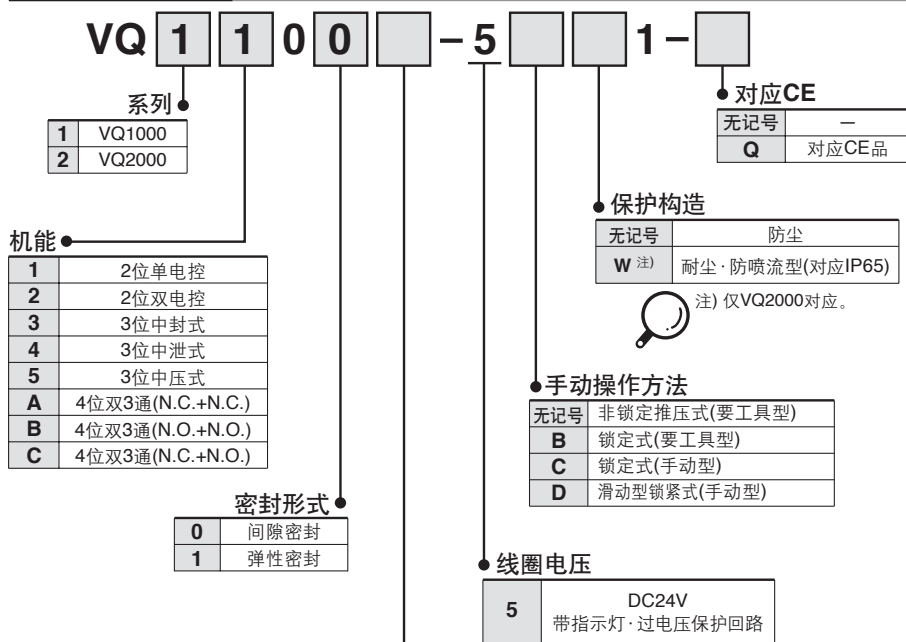 VQ 1 1 0 0 – 5 1 –
系列
1 VQ1000
2 VQ2000
对应CE
无记号 –
Q 对应CE品
保护构造
无记号 防尘
W 注) 耐尘·防喷流型(对应IP65)
注) 仅VQ2000对应。
机能
1 2位单电控
2 2位双电控
3 3位中封式
4 3位中泄式
5 3位中压式
A 4位双3通(N.C.+N.C.)
B 4位双3通(N.O.+N.O.)
C 4位双3通(N.C.+N.O.)
手动操作方法
无记号 非锁定推压式(要工具型)
B 锁定式(要工具型)
C 锁定式(手动型)
D 滑动型锁紧式(手动型)
密封形式
0 间隙密封
1 弹性密封
线圈电压
5 DC24V
带指示灯·过电压保护回路